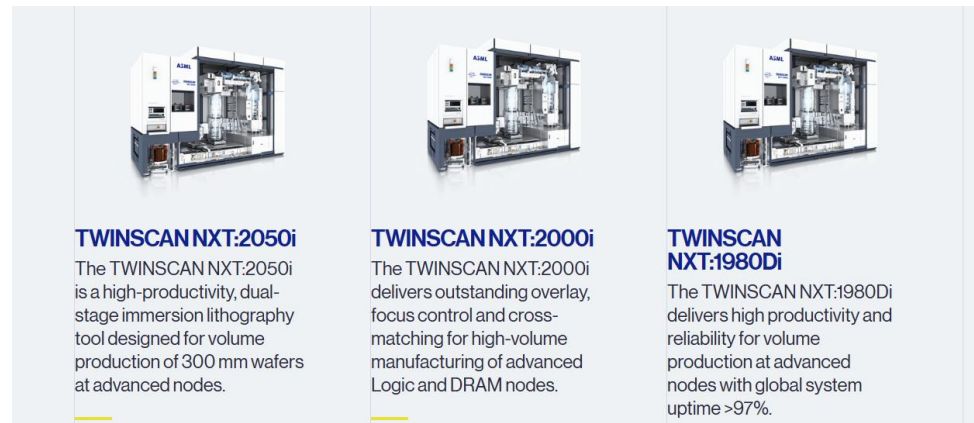 ASML
ASML
ASML
TWINSCAN NXT:2050i
The TWINSCAN NXT:2050i
is a high-productivity, dual-
stage immersion lithography
tool designed for volume
production of 300 mm wafers
at advanced nodes.
TWINSCAN NXT:2000i
The TWINSCAN NXT:2000i
delivers outstanding overlay,
focus control and cross-
matching for high-volume
manufacturing of advanced
Logic and DRAM nodes.
TWINSCAN
NXT:1980Di
The TWINSCAN NXT:1980Di
delivers high productivity and
reliability for volume
production at advanced
nodes with global system
uptime >97%.